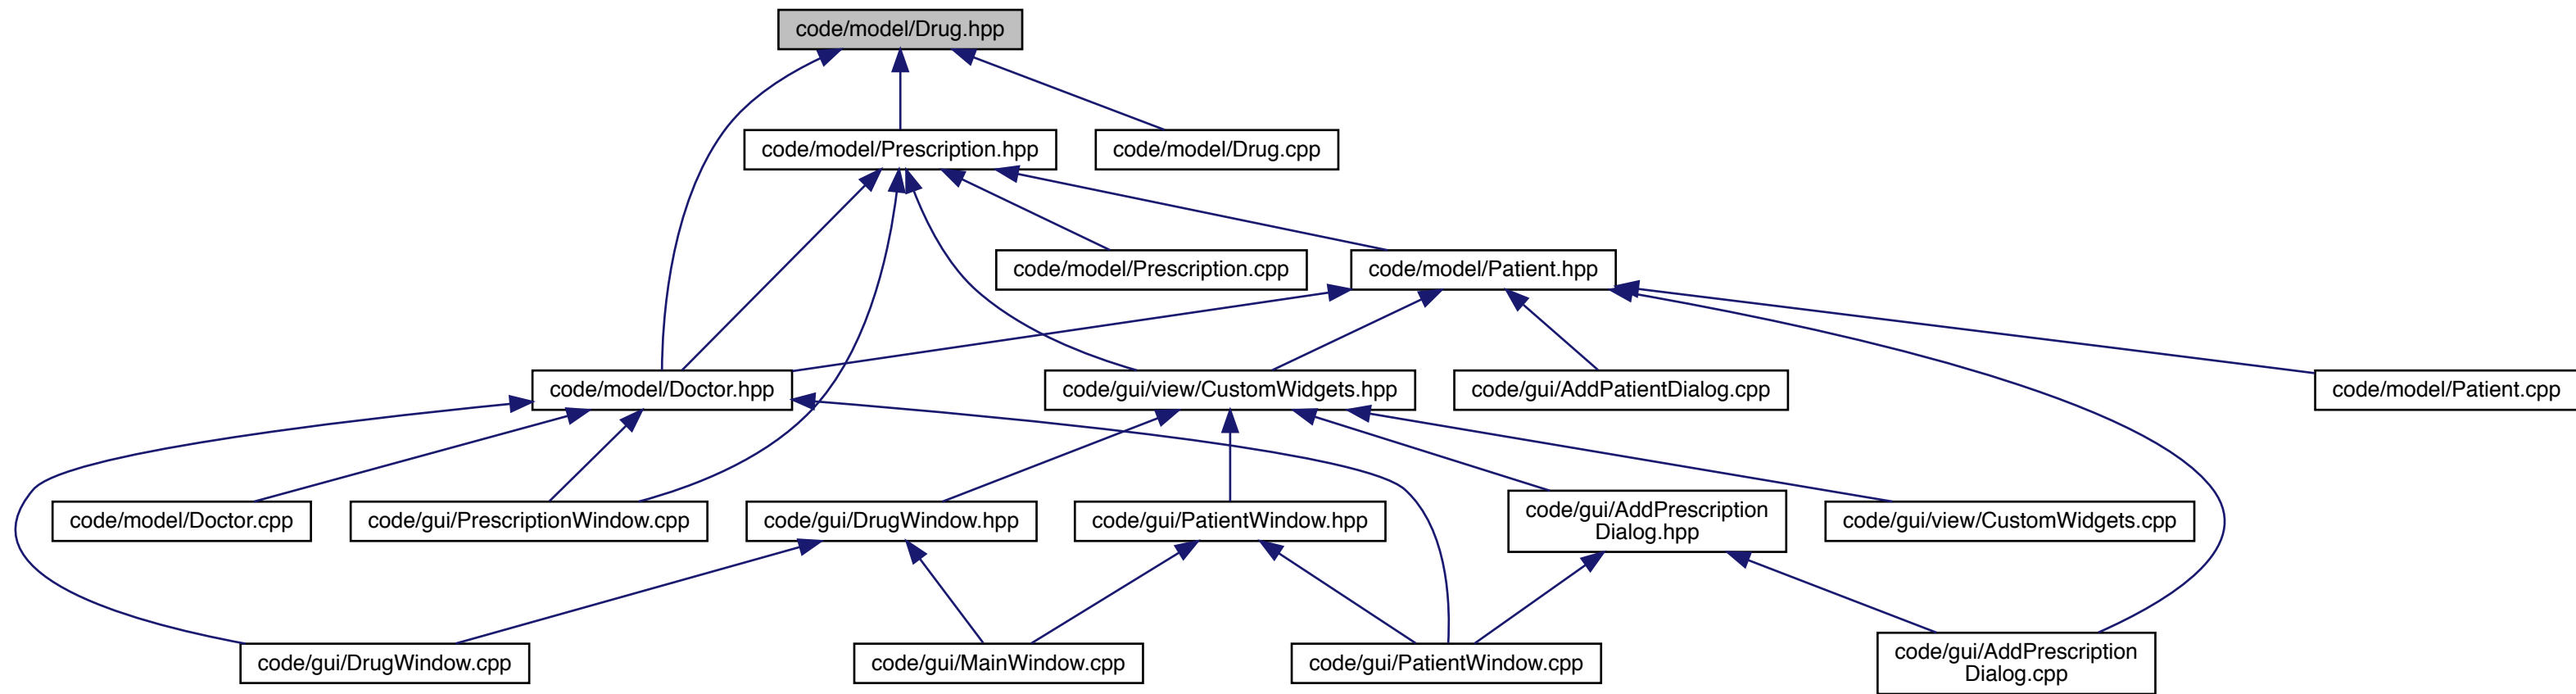 code/model/Drug.hpp
code/model/Prescription.hpp
code/model/Drug.cpp
code/model/Prescription.cpp
code/model/Patient.hpp
code/model/Doctor.hpp
code/gui/view/CustomWidgets.hpp
code/gui/AddPatientDialog.cpp
code/model/Patient.cpp
code/model/Doctor.cpp
code/gui/PrescriptionWindow.cpp
code/gui/DrugWindow.hpp
code/gui/PatientWindow.hpp
code/gui/AddPrescription
Dialog.hpp
code/gui/view/CustomWidgets.cpp
code/gui/DrugWindow.cpp
code/gui/MainWindow.cpp
code/gui/PatientWindow.cpp
code/gui/AddPrescription
Dialog.cpp